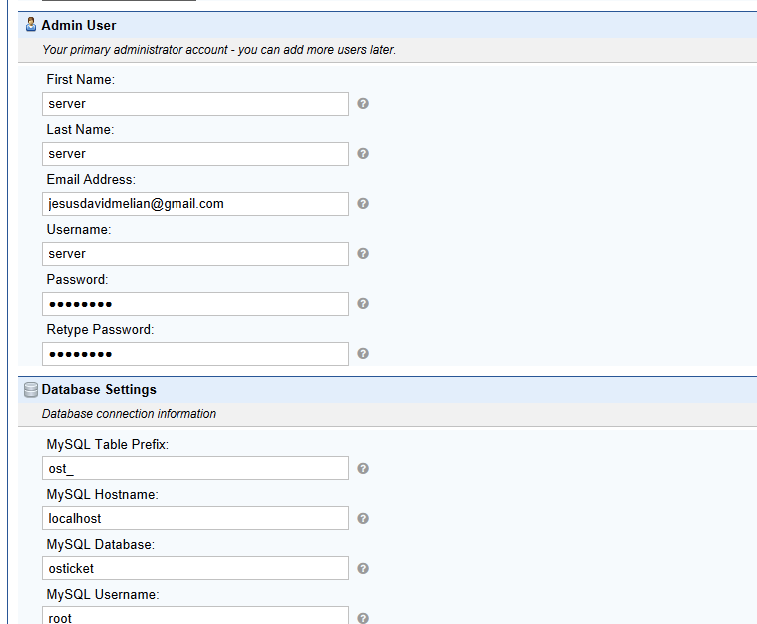 Admin User
Your primary administrator account - you can add more users later.
First Name:
server
Last Name:
server
Email Address:
jesusdavidmelian@gmail.com
Username:
server
Password:
●●●●●●●●
Retype Password:
●●●●●●●●
Database Settings
Database connection information
MySQL Table Prefix:
ost_
MySQL Hostname:
localhost
MySQL Database:
osticket
MySQL Username:
root